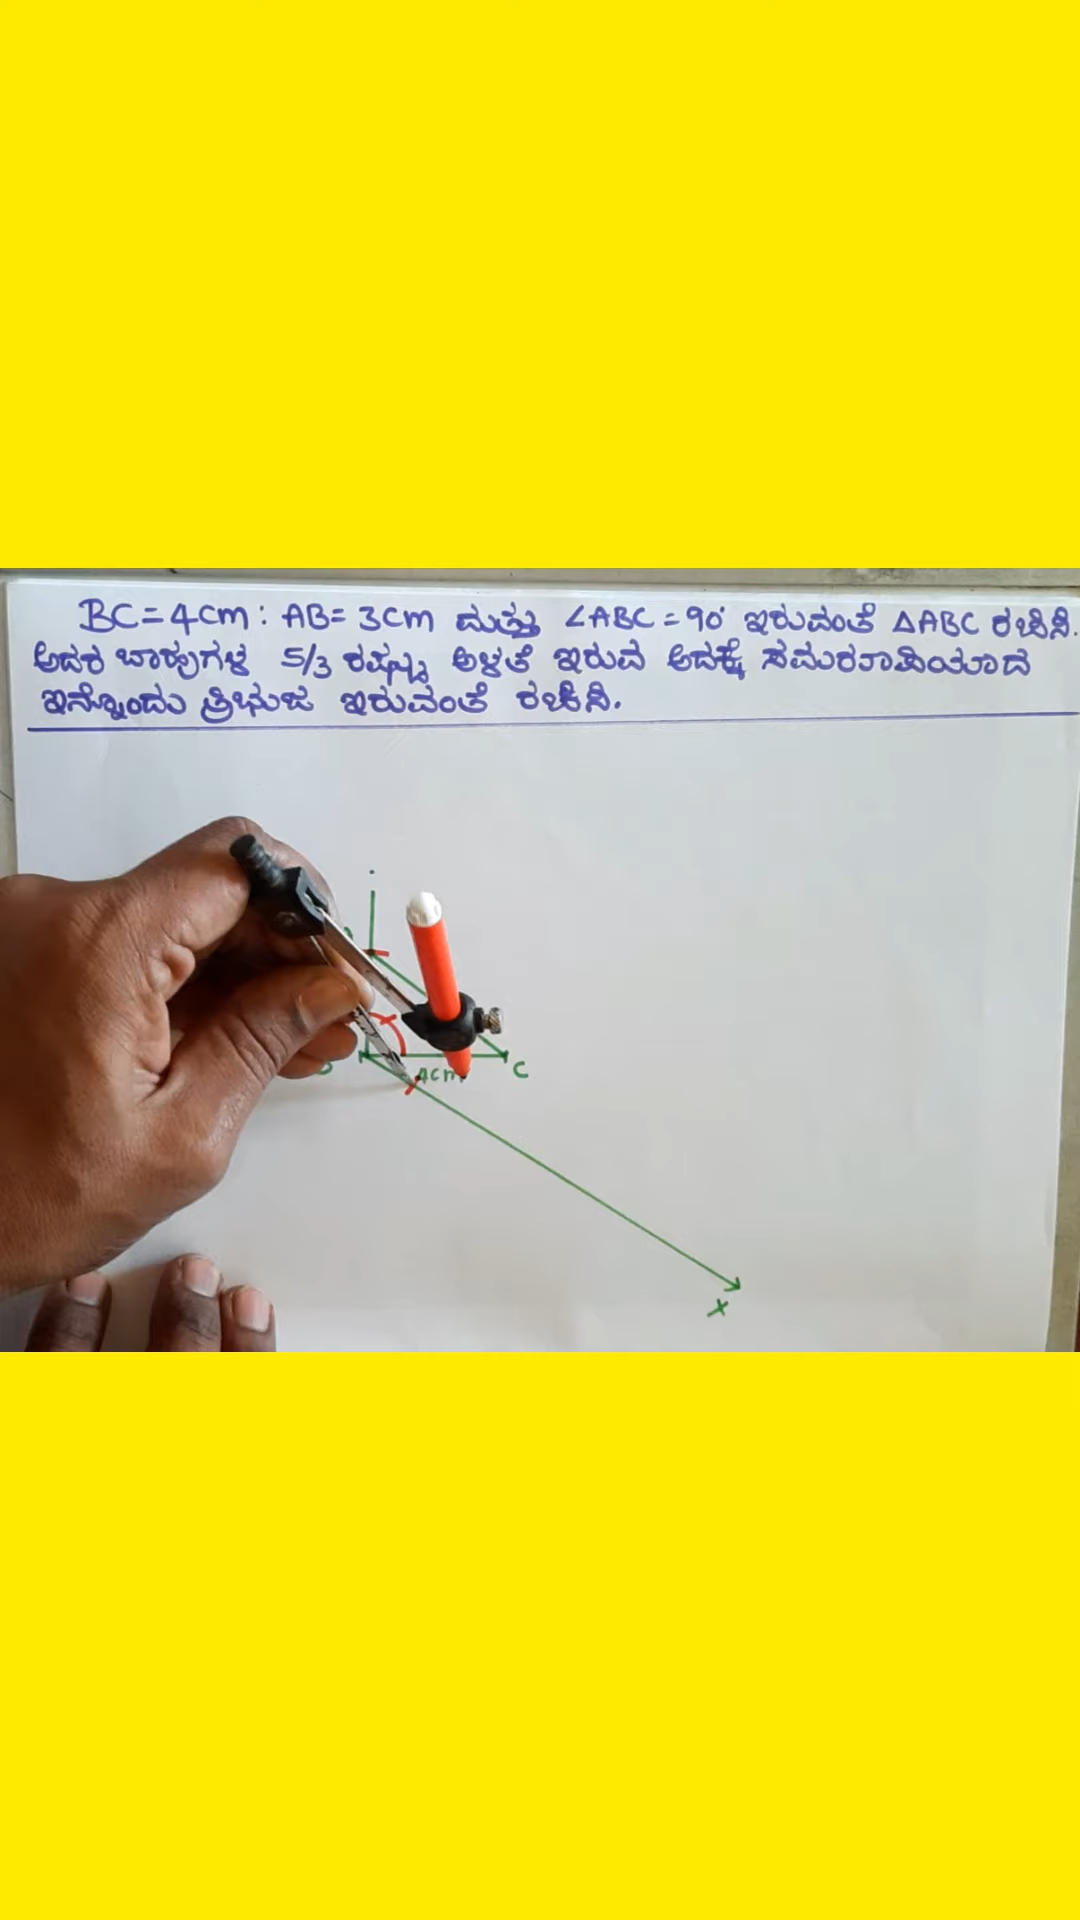 BC=4cm: AB= 3cm ಮತ್ತು ∠ABC=90° ಇರುವಂತೆ ΔABC ರಚಿಸಿ.
ಅದರ ಬಾಹುಗಳ 5/3 ರಷ್ಟು ಅಳತೆ ಇರುವ ಅದಕ್ಕೆ ಸಮರೂಪಿಯಾದ
ಇನ್ನೊಂದು ತ್ರಿಭುಜ ಇರುವಂತೆ ರಚಿಸಿ.
4cm C
X